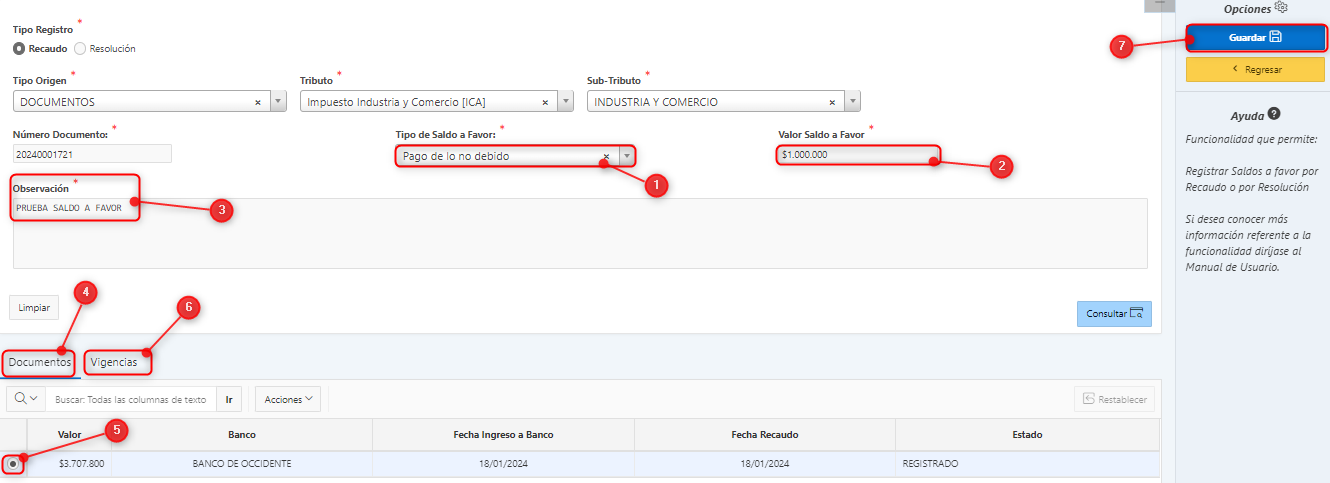 Tipo Registro *
Recaudo Resolución
Tipo Origen * Tributo * Sub-Tributo *
DOCUMENTOS × Impuesto Industria y Comercio [ICA] × INDUSTRIA Y COMERCIO ×
Número Documento: * Tipo de Saldo a Favor: * Valor Saldo a Favor *
20240001721 Pago de lo no debido × $1.000.000
1
2
Observación *
PRUEBA SALDO A FAVOR
3
4
6
Limpiar
Consultar
Documentos Vigencias
Buscar: Todas las columnas de texto Ir Acciones Restablecer
5
Valor Banco Fecha Ingreso a Banco Fecha Recaudo Estado
$3.707.800 BANCO DE OCCIDENTE 18/01/2024 18/01/2024 REGISTRADO
Opciones
7
Guardar
Regresar
Ayuda ?
Funcionalidad que permite:
Registrar Saldos a favor por
Recaudo o por Resolución
Si desea conocer más
información referente a la
funcionalidad diríjase al
Manual de Usuario.